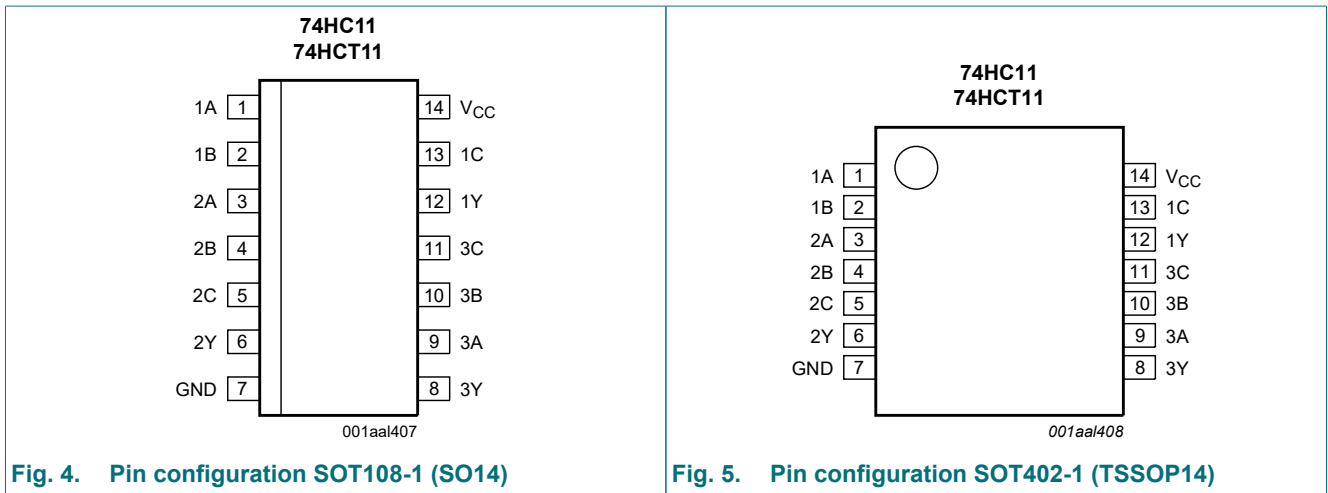 74HC11
74HCT11
1A 1 14 VCC
1B 2 13 1C
2A 3 12 1Y
2B 4 11 3C
2C 5 10 3B
2Y 6 9 3A
GND 7 8 3Y
001aal407
Fig. 4. Pin configuration SOT108-1 (SO14)
74HC11
74HCT11
1A 1 14 VCC
1B 2 13 1C
2A 3 12 1Y
2B 4 11 3C
2C 5 10 3B
2Y 6 9 3A
GND 7 8 3Y
001aal408
Fig. 5. Pin configuration SOT402-1 (TSSOP14)